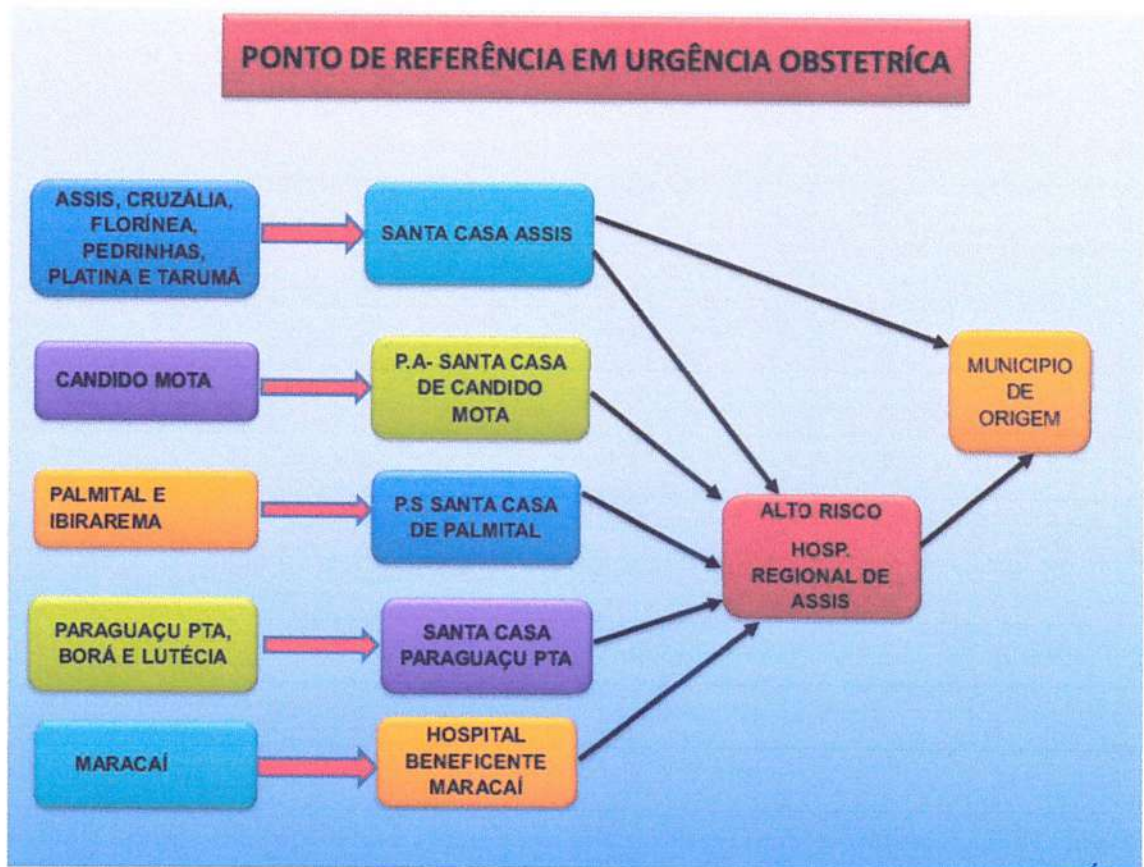 PONTO DE REFERÊNCIA EM URGÊNCIA OBSTETRÍCA
ASSIS, CRUZÁLIA,
FLORÍNEA,
PEDRINHAS,
PLATINA E TARUMÃ
SANTA CASA ASSIS
CANDIDO MOTA
P.A- SANTA CASA
DE CANDIDO
MOTA
MUNICIPIO
DE
ORIGEM
PALMITAL E
IBIRAREMA
P.S SANTA CASA
DE PALMITAL
ALTO RISCO
HOSP.
REGIONAL DE
ASSIS
PARAGUAÇU PTA,
BORÁ E LUTÉCIA
SANTA CASA
PARAGUAÇU PTA
MARACAÍ
HOSPITAL
BENEFICENTE
MARACAÍ